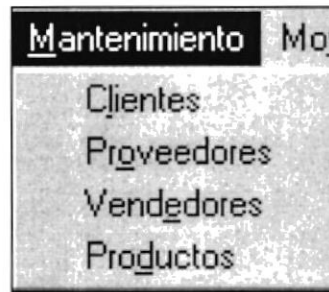 Mantenimiento
Clientes
Proveedores
Vendedores
Productos